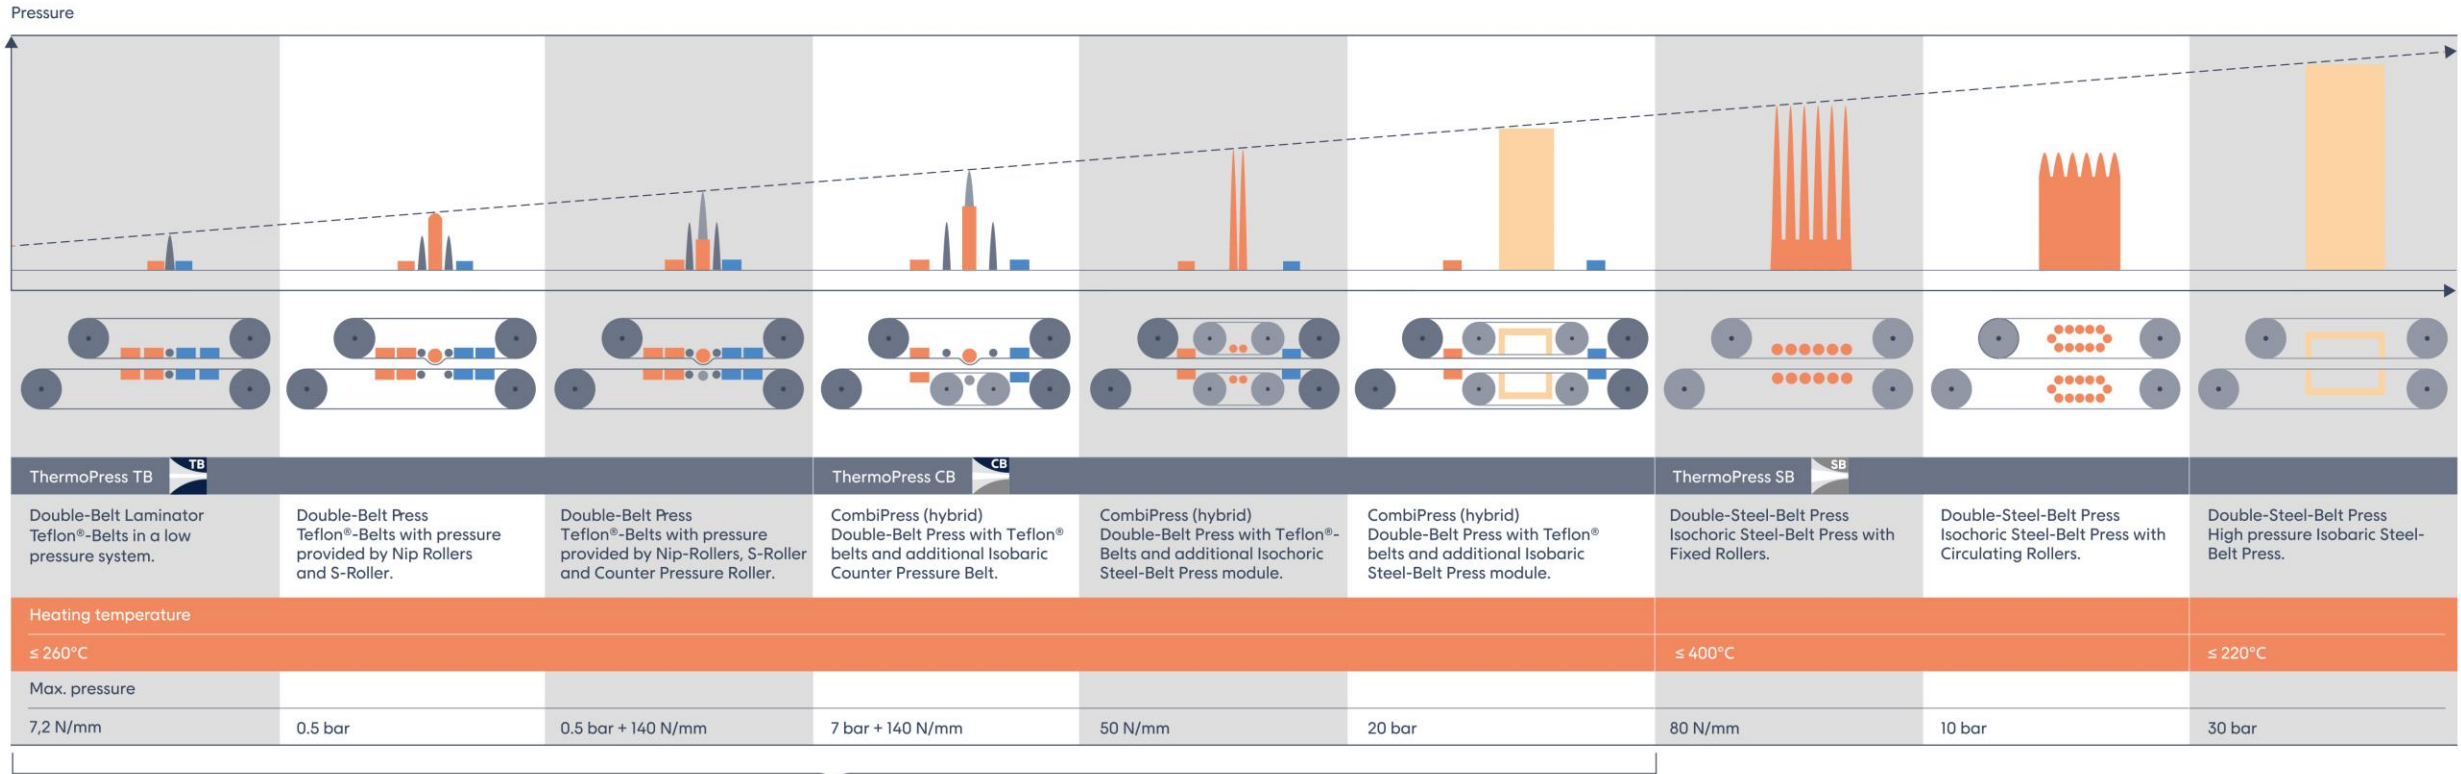 Pressure
ThermoPress TB
TB
ThermoPress CB
CB
ThermoPress SB
SB
Double-Belt Laminator
Teflon®-Belts in a low
pressure system.
Double-Belt Press
Teflon®-Belts with pressure
provided by Nip Rollers
and S-Roller.
Double-Belt Press
Teflon®-Belts with pressure
provided by Nip-Rollers, S-Roller
and Counter Pressure Roller.
CombiPress (hybrid)
Double-Belt Press with Teflon®
belts and additional Isobaric
Counter Pressure Belt.
CombiPress (hybrid)
Double-Belt Press with Teflon®-
Belts and additional Isochoric
Steel-Belt Press module.
CombiPress (hybrid)
Double-Belt Press with Teflon®
belts and additional Isobaric
Steel-Belt Press module.
Double-Steel-Belt Press
Isochoric Steel-Belt Press with
Fixed Rollers.
Double-Steel-Belt Press
Isochoric Steel-Belt Press with
Circulating Rollers.
Double-Steel-Belt Press
High pressure Isobaric Steel-
Belt Press.
Heating temperature
≤ 260°C
≤ 400°C
≤ 220°C
Max. pressure
7,2 N/mm
0.5 bar
0.5 bar + 140 N/mm
7 bar + 140 N/mm
50 N/mm
20 bar
80 N/mm
10 bar
30 bar